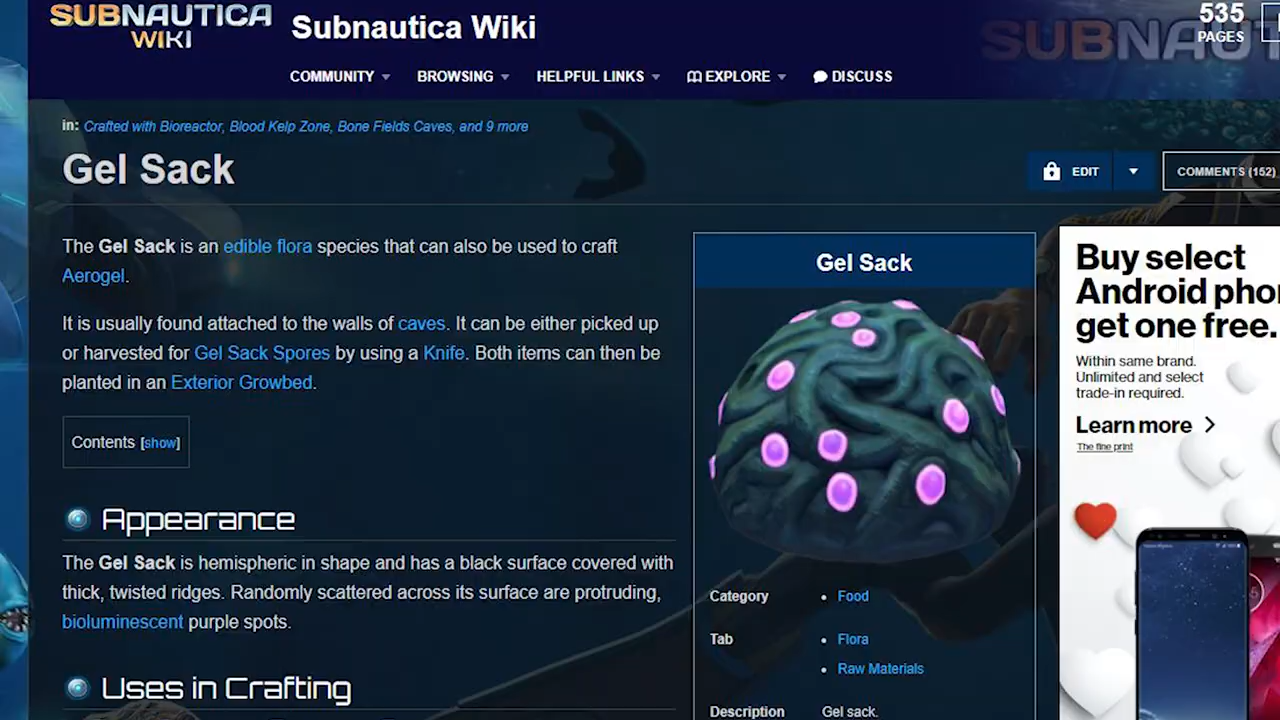 SUBNAUTICA
WIKI
Subnautica Wiki
535
PAGES
SUBNAUT
COMMUNITY
BROWSING
HELPFUL LINKS
EXPLORE
DISCUSS
in: Crafted with Bioreactor, Blood Kelp Zone, Bone Fields Caves, and 9 more
Gel Sack
EDIT
COMMENTS (152)
The Gel Sack is an edible flora species that can also be used to craft
Aerogel.
It is usually found attached to the walls of caves. It can be either picked up
or harvested for Gel Sack Spores by using a Knife. Both items can then be
planted in an Exterior Growbed.
Contents [show]
Appearance
The Gel Sack is hemispheric in shape and has a black surface covered with
thick, twisted ridges. Randomly scattered across its surface are protruding,
bioluminescent purple spots.
Uses in Crafting
Gel Sack
Category
• Food
Tab
• Flora
• Raw Materials
Description
Gel sack.
Buy select
Android pho
get one free.
Within same brand.
Unlimited and select
trade-in required.
Learn more
The fine print